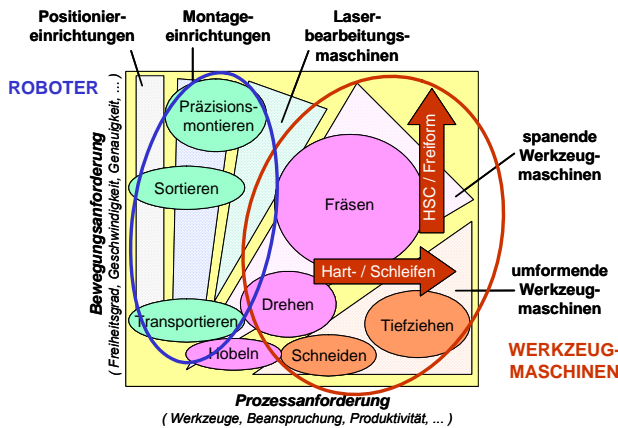 Positionier-
einrichtungen
Montage-
einrichtungen
Laser-
bearbeitungs-
maschinen
ROBOTER
Präzisions-
montieren
Sortieren
Transportieren
Fräsen
Drehen
Hobeln
Schneiden
Tiefziehen
HSC / Freiform
Hart- / Schleifen
spanende
Werkzeug-
maschinen
umformende
Werkzeug-
maschinen
WERKZEUG-
MASCHINEN
Bewegungsanforderung
( Freiheitsgrad, Geschwindigkeit, Genauigkeit, ... )
Prozessanforderung
( Werkzeuge, Beanspruchung, Produktivität, ... )